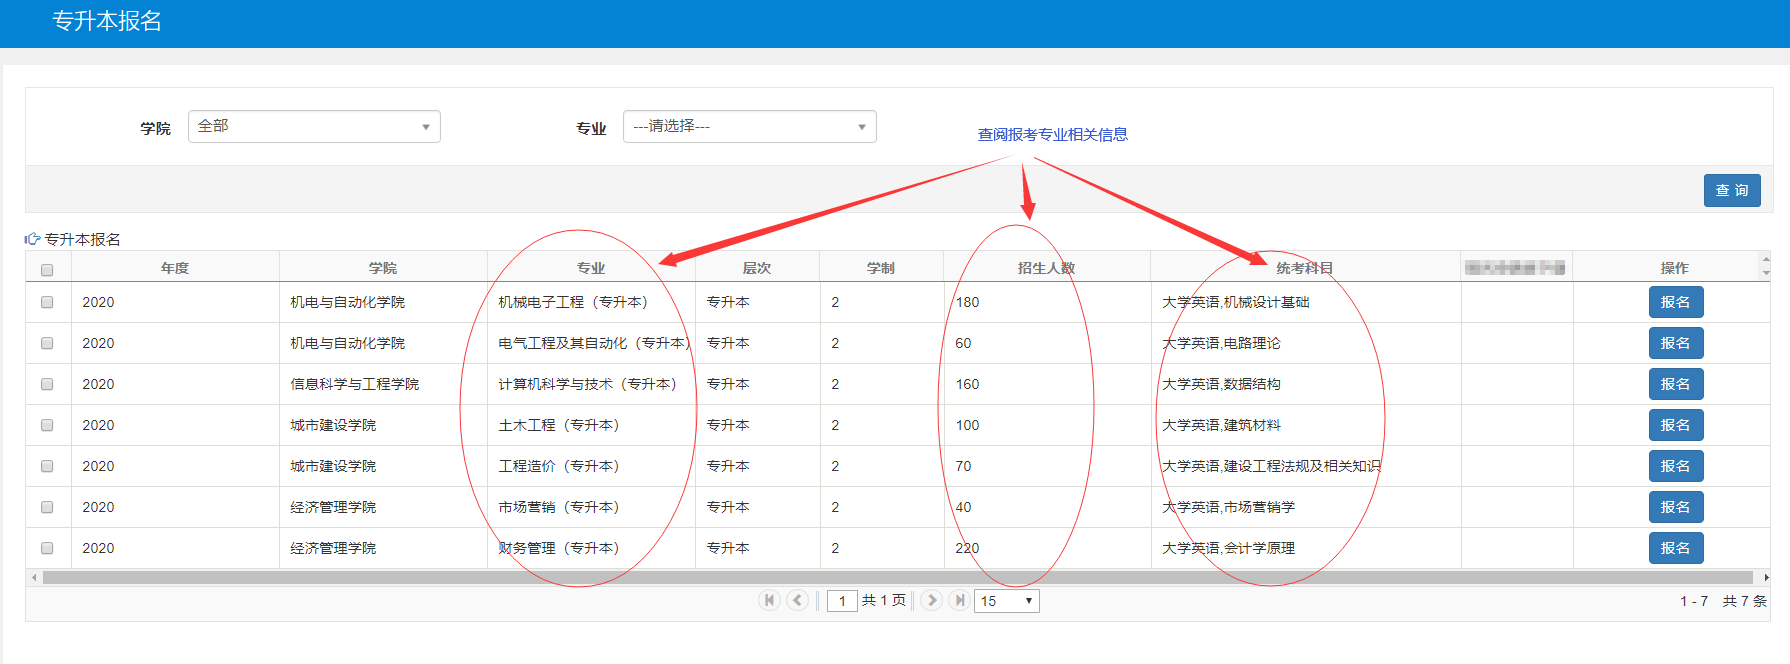 专升本报名
学院 全部 专业 ---请选择--- 查阅报考专业相关信息
查 询
专升本报名
年度 学院 专业 层次 学制 招生人数 统考科目 操作
2020 机电与自动化学院 机械电子工程（专升本） 专升本 2 180 大学英语,机械设计基础 报名
2020 机电与自动化学院 电气工程及其自动化（专升本） 专升本 2 60 大学英语,电路理论 报名
2020 信息科学与工程学院 计算机科学与技术（专升本） 专升本 2 160 大学英语,数据结构 报名
2020 城市建设学院 土木工程（专升本） 专升本 2 100 大学英语,建筑材料 报名
2020 城市建设学院 工程造价（专升本） 专升本 2 70 大学英语,建设工程法规及相关知识 报名
2020 经济管理学院 市场营销（专升本） 专升本 2 40 大学英语,市场营销学 报名
2020 经济管理学院 财务管理（专升本） 专升本 2 220 大学英语,会计学原理 报名
1 共 1 页 15 1 - 7 共 7 条